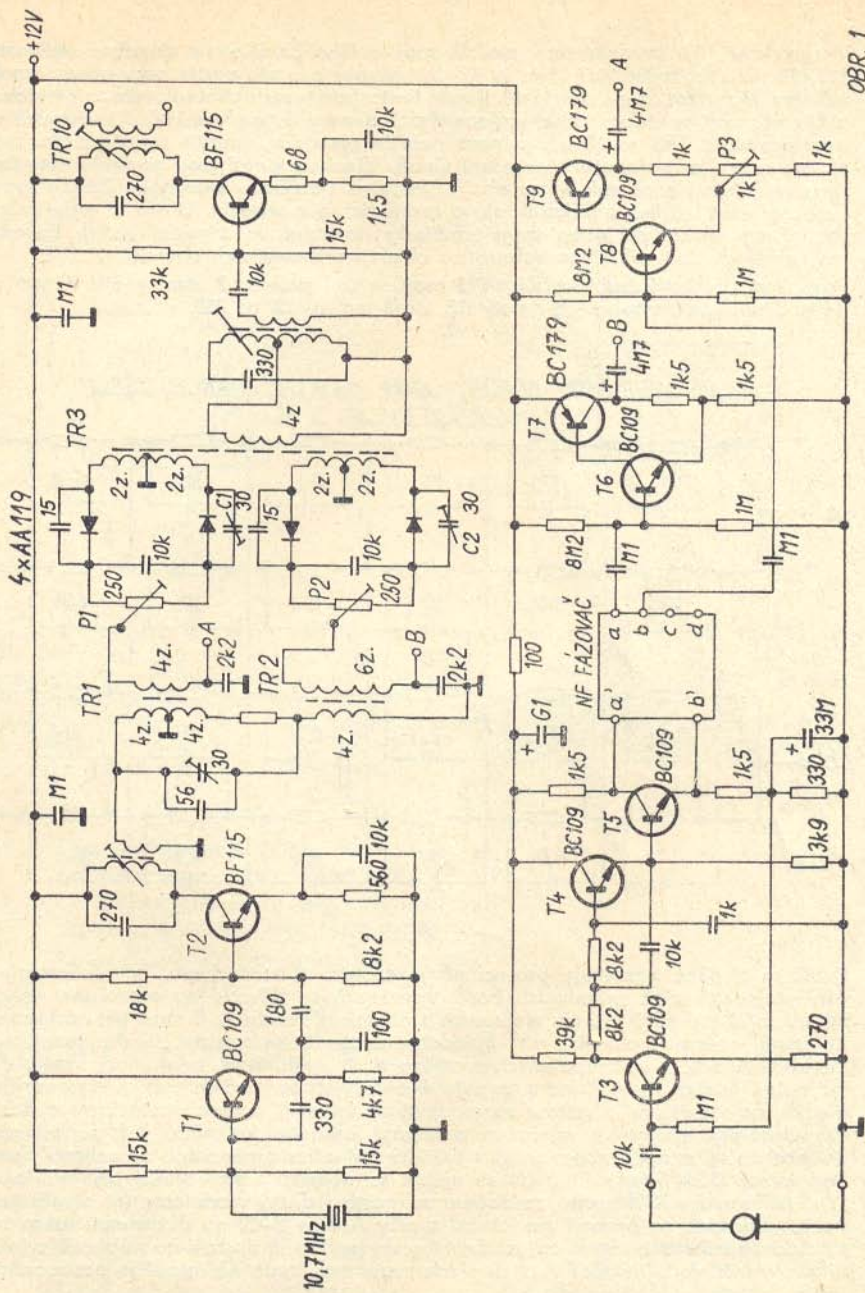 4xAA119
+12V
M1
TR1
P1
250
15
10k
C1
30
2z.
2z.
TR3
M1
33k
270
TR10
BF115
15k
18k
270
T2
BF115
56
30
4z.
4z.
4z.
A
2k2
TR2
P2
250
15
10k
2z.
2z.
30
C2
4z
330
10k
15k
68
1k5
10k
T1
BC109
330
180
100
4k7
15k
8k2
560
10k
4z.
6z.
B
2k2
10,7MHz
39k
8k2
8k2
T4
BC109
1k5
G1
+
100
8M2
T7
BC179
+
4M7
B
8M2
T9
BC179
+
4M7
A
T3
BC109
10k
T5
BC109
a'
b'
NF FÁZOVAČ
a
b
c
d
M1
T6
BC109
1k5
T8
BC109
1k
P3
1k
10k
M1
270
1k
3k9
1k5
330
+
33M
M1
1M
1k5
1M
1k
OBR. 1